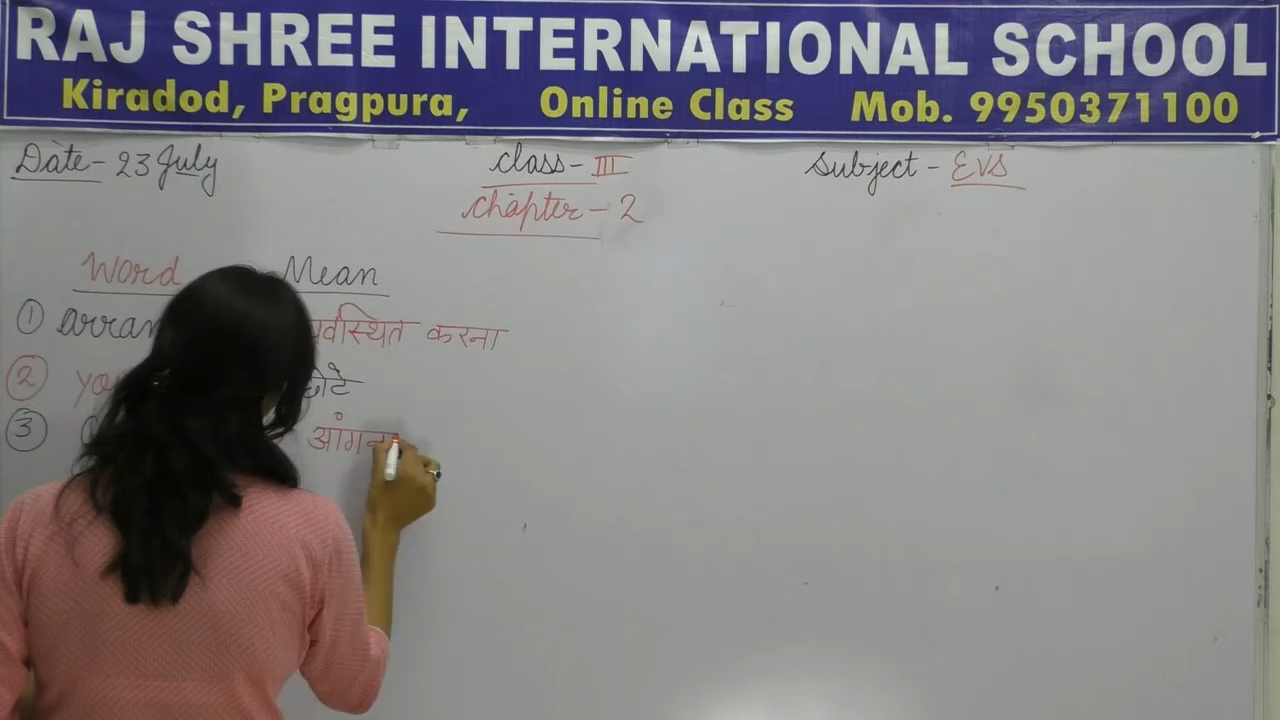 RAJ SHREE INTERNATIONAL SCHOOL
Kiradod, Pragpura, Online Class Mob. 9950371100
Date- 23 July class- III Subject - EVS
Chapter - 2
Word Mean
① करना
② छोटे
③ आंगन